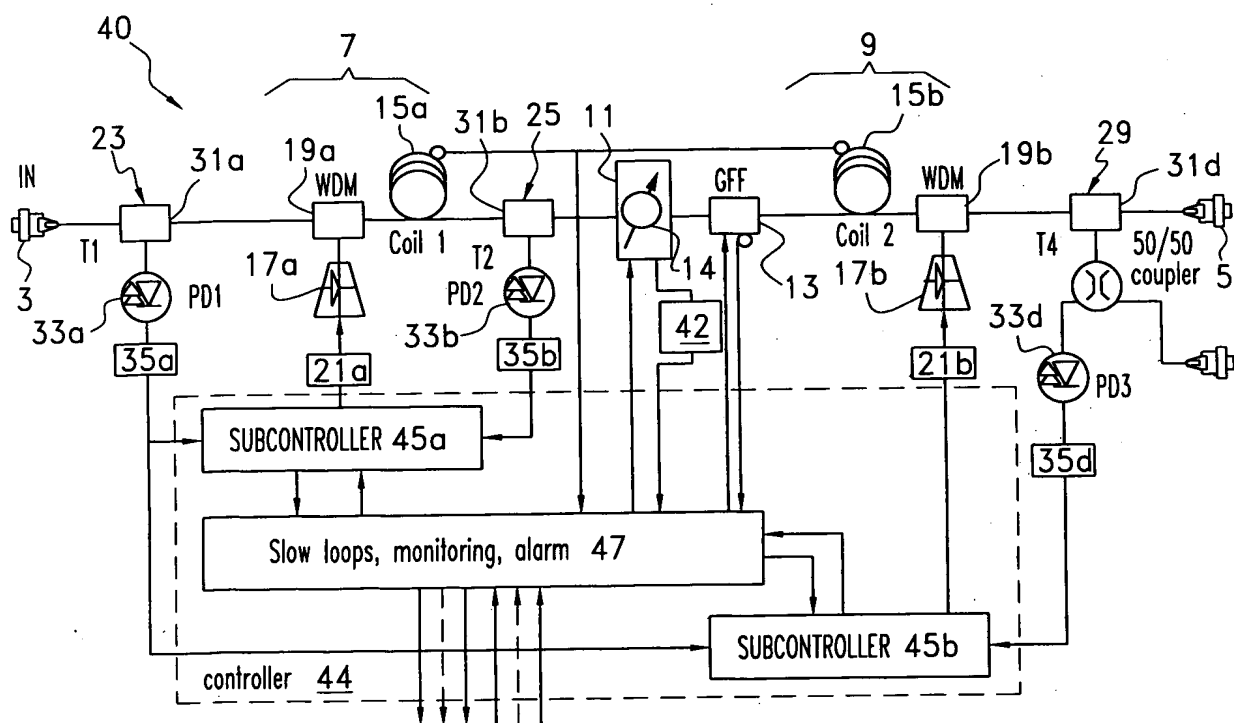 40
7
9
15a
15b
23
31a
19a
31b
25
11
19b
29
31d
IN
WDM
GFF
WDM
T1
Coil 1
T2
Coil 2
T4
50/50
coupler
3
17a
14
13
17b
5
33a
PD1
PD2
33b
42
33d
PD3
35a
21a
35b
21b
35d
SUBCONTROLLER 45a
Slow loops, monitoring, alarm 47
SUBCONTROLLER 45b
controller 44